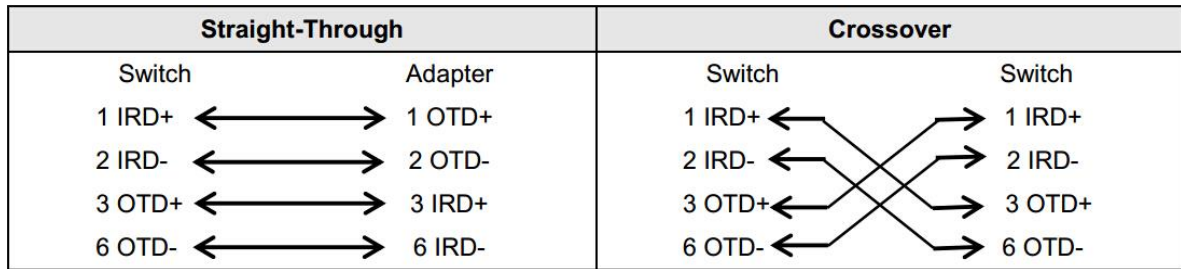 Straight-Through Crossover
Switch Adapter Switch Switch
1 IRD+ 1 OTD+ 1 IRD+ 1 IRD+
2 IRD- 2 OTD- 2 IRD- 2 IRD-
3 OTD+ 3 IRD+ 3 OTD+ 3 OTD+
6 OTD- 6 IRD- 6 OTD- 6 OTD-